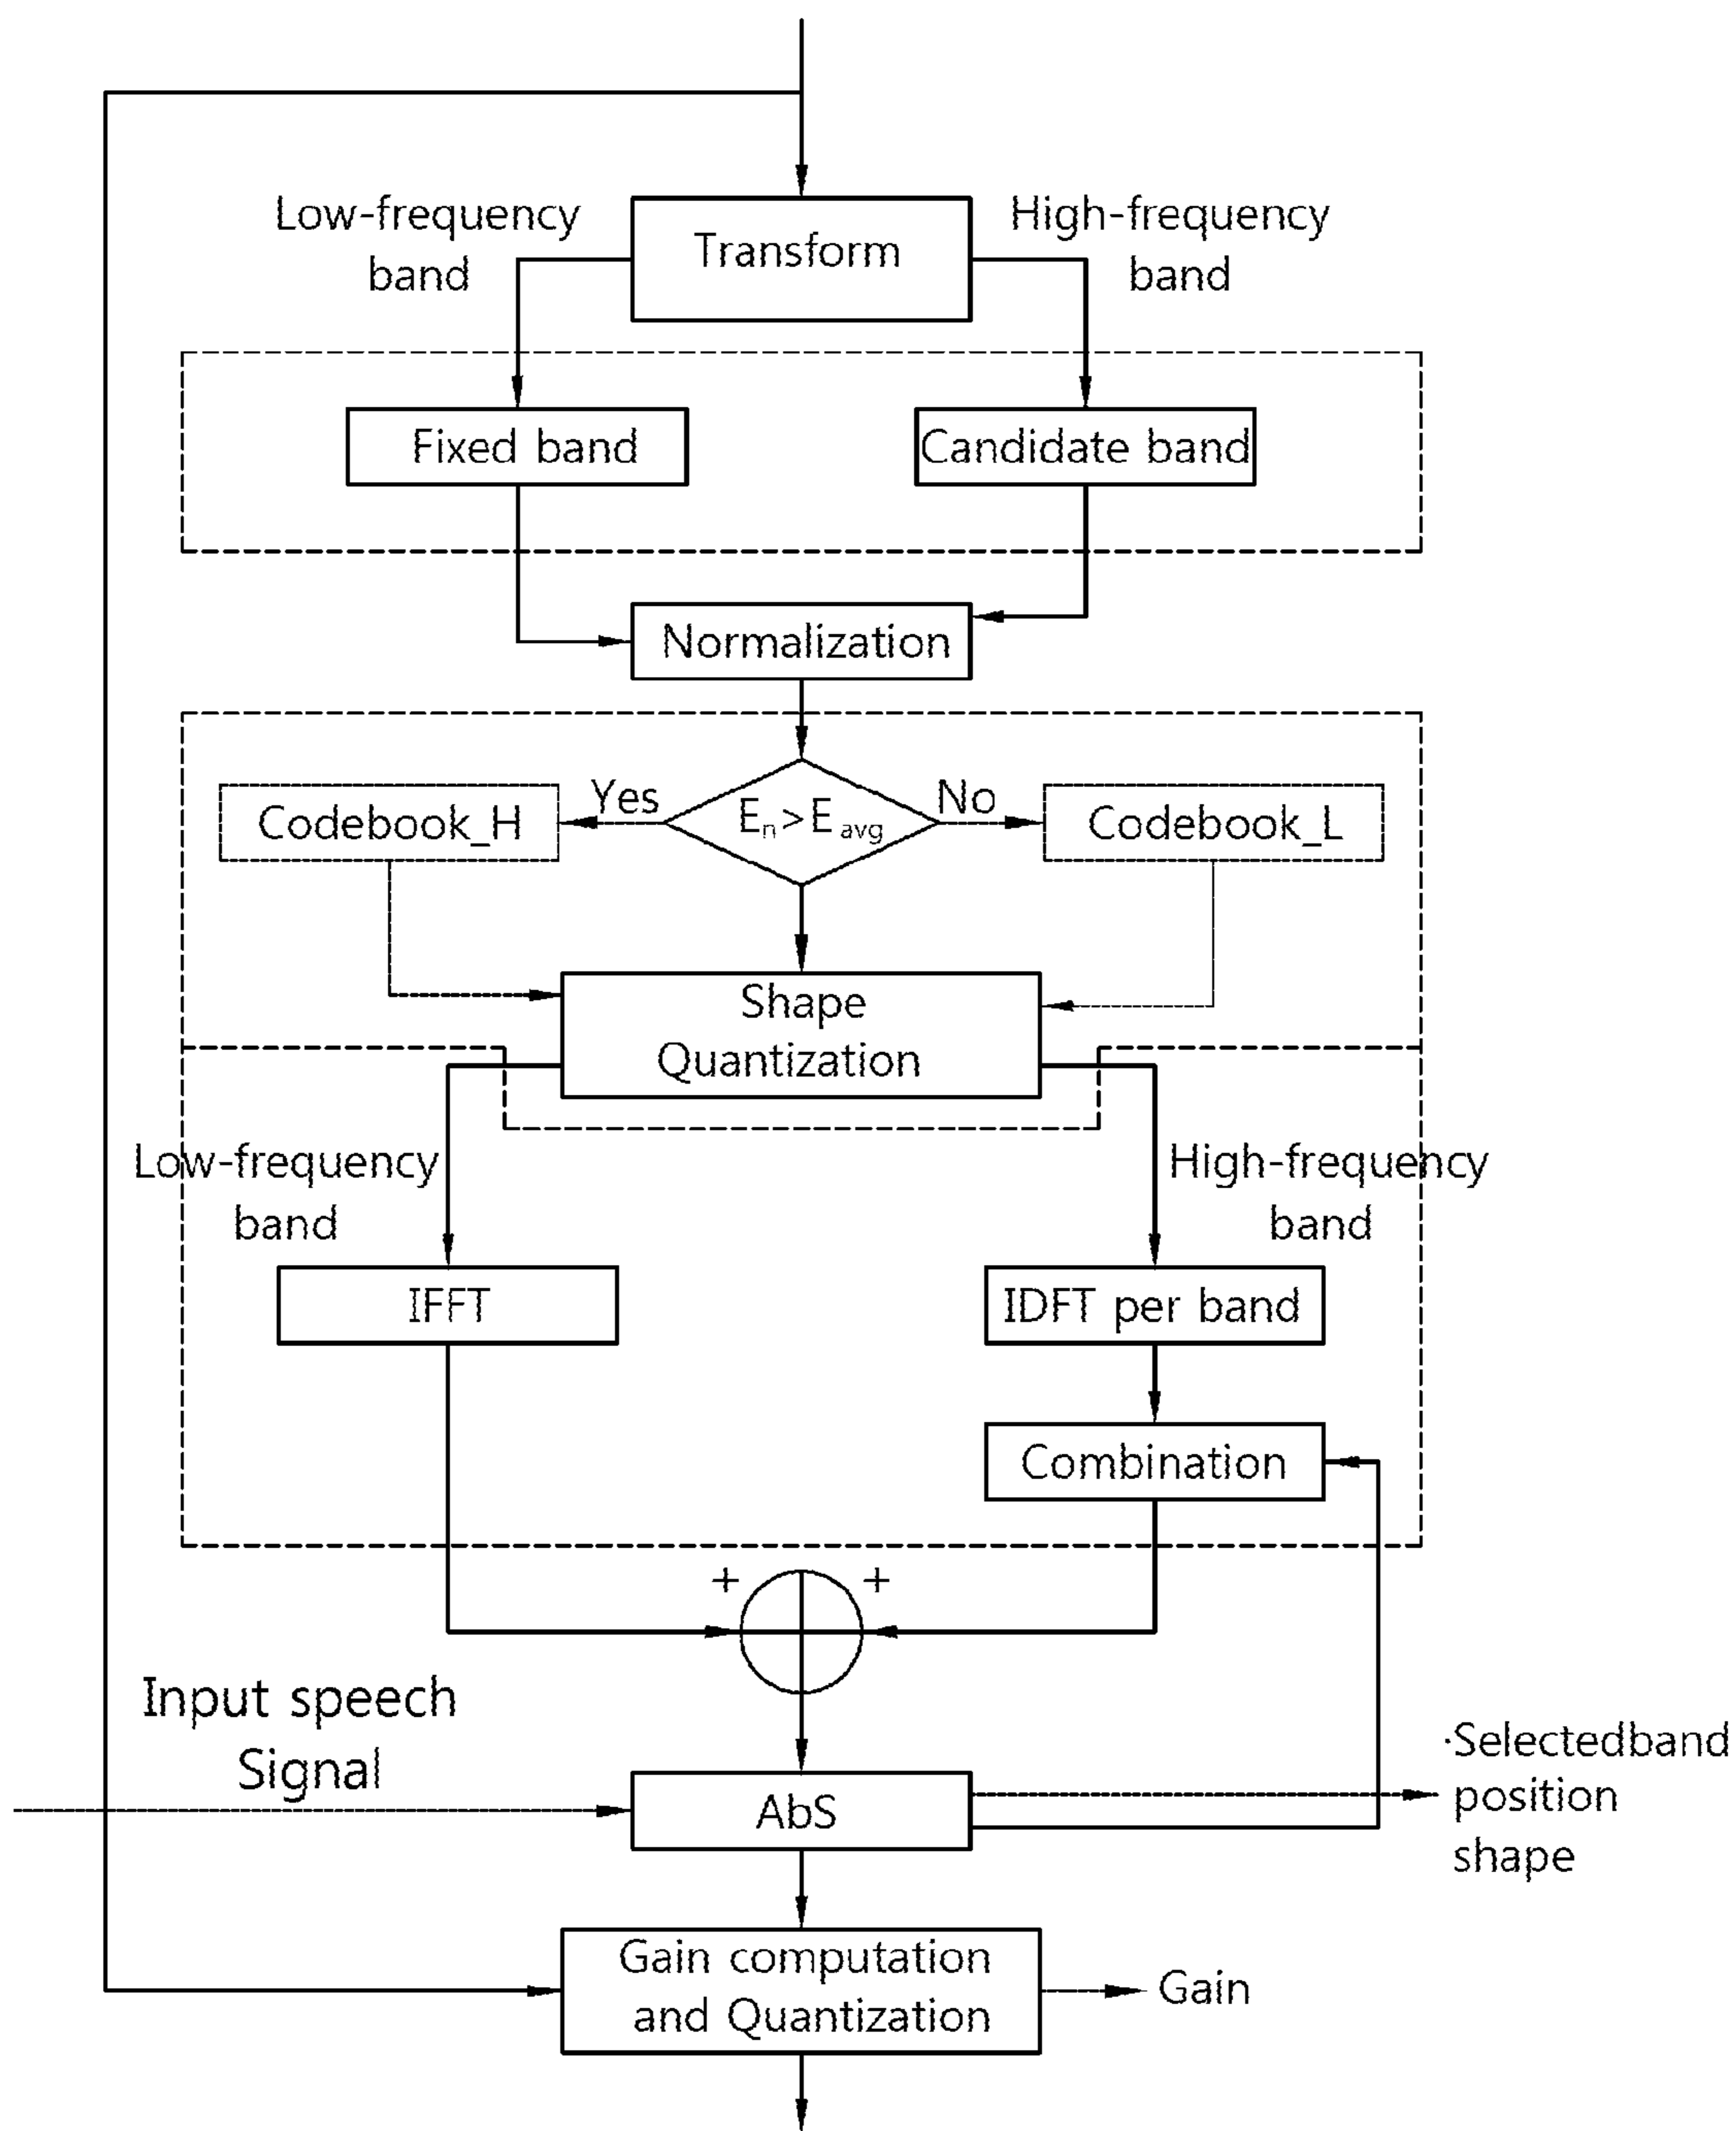 Low-frequency
band
Transform
High-frequency
band
Fixed band
Candidate band
Normalization
Codebook_H
Yes
En>E avg
No
Codebook_L
Shape
Quantization
Low-frequency
band
High-frequency
band
IFFT
IDFT per band
Combination
+
+
Input speech
Signal
AbS
·Selectedband
position
shape
Gain computation
and Quantization
Gain